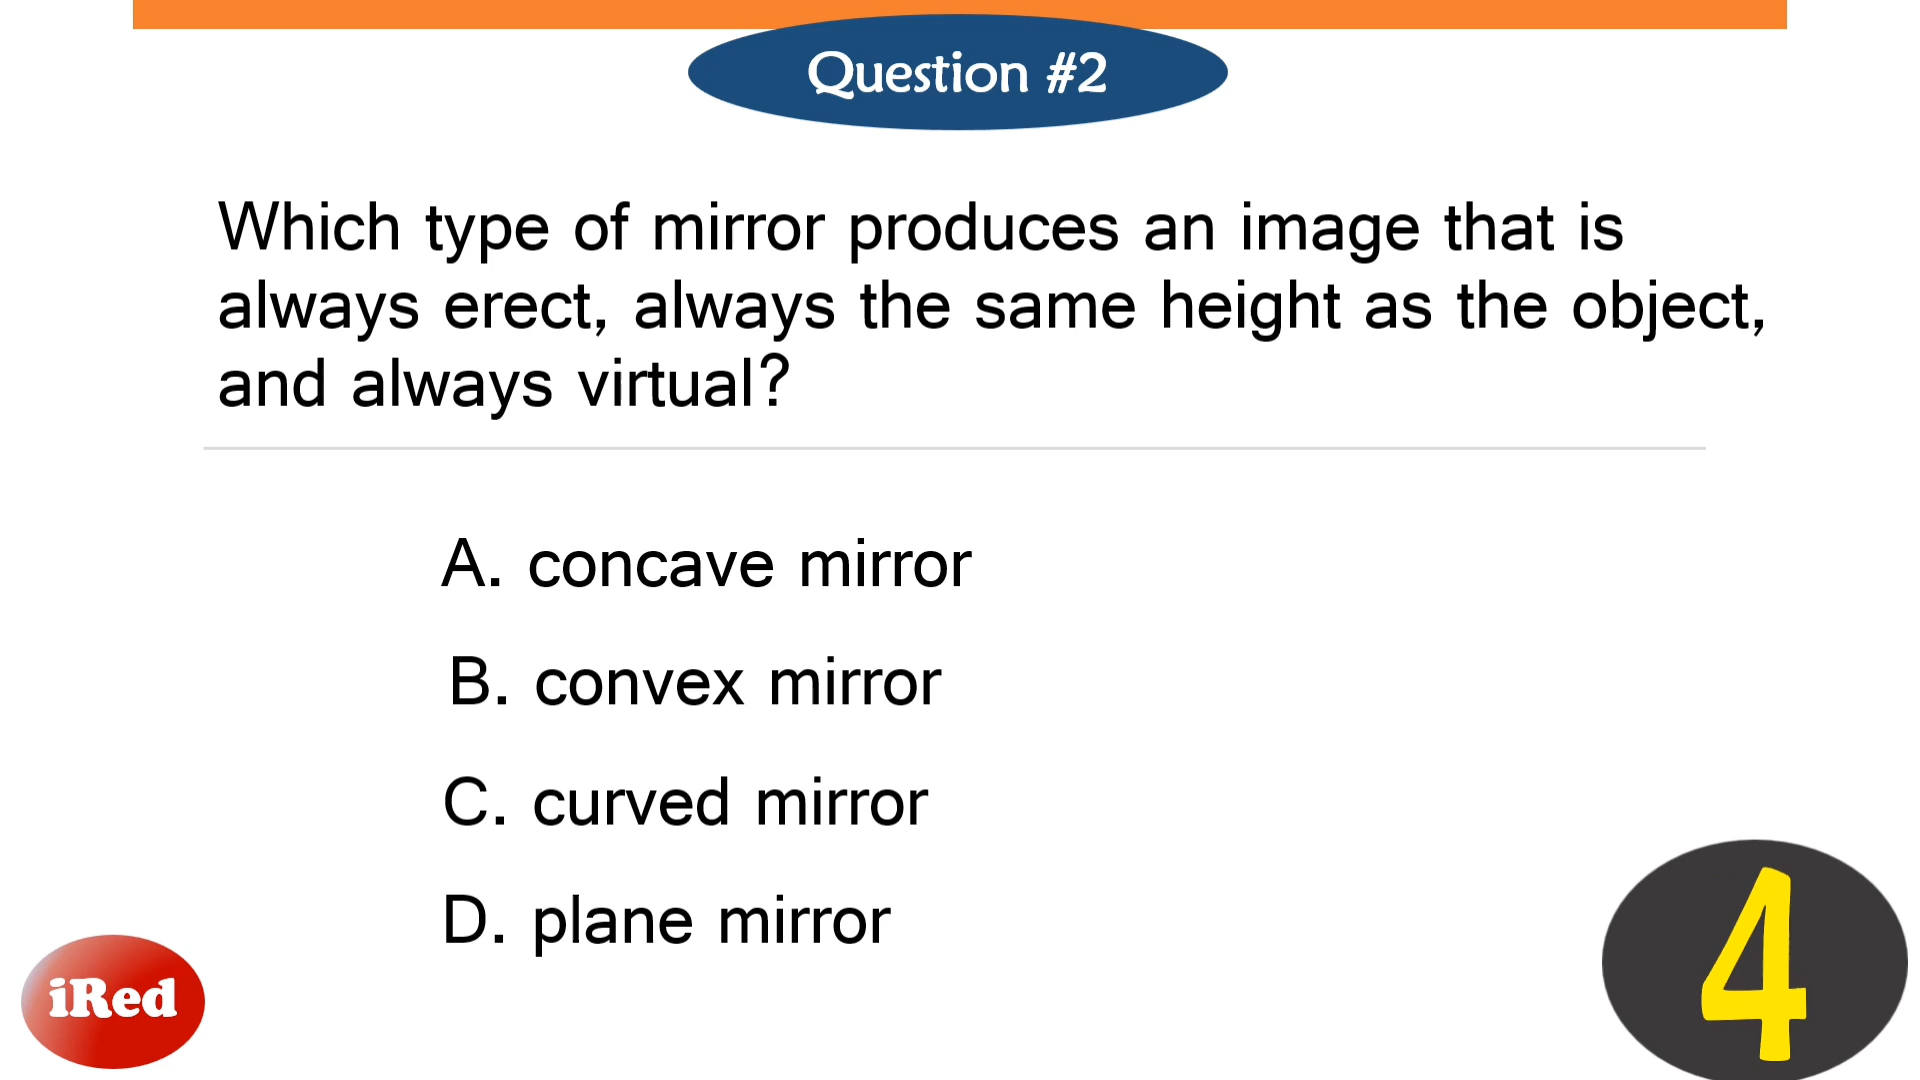 Question #2
Which type of mirror produces an image that is
always erect, always the same height as the object,
and always virtual?
A. concave mirror
B. convex mirror
C. curved mirror
D. plane mirror
iRed
4